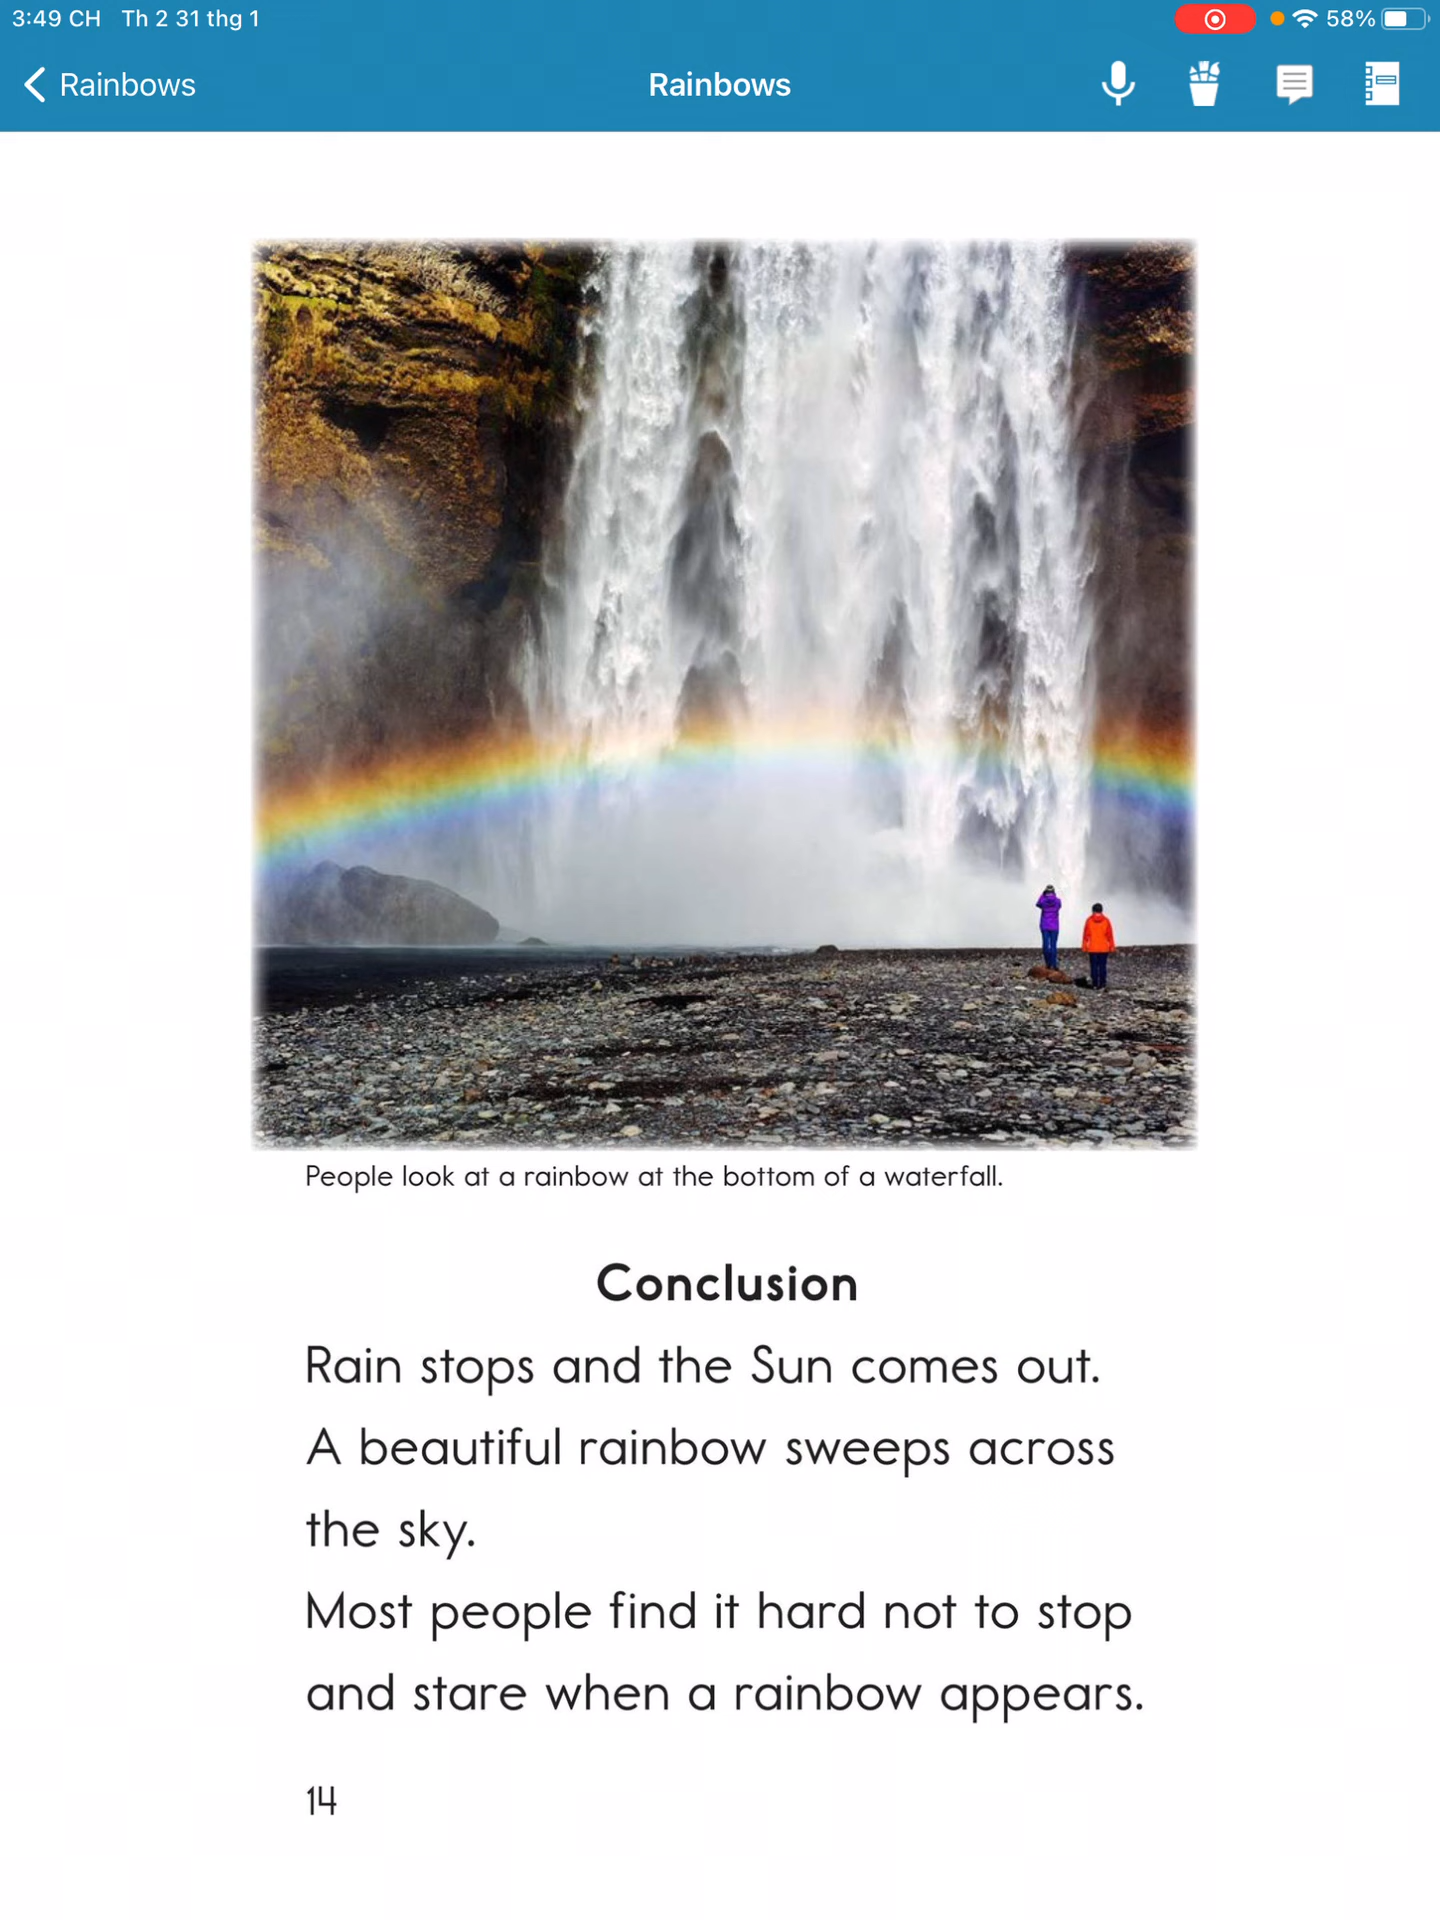 3:49 CH Th 2 31 thg 1 58%
Rainbows Rainbows
People look at a rainbow at the bottom of a waterfall.
Conclusion
Rain stops and the Sun comes out.
A beautiful rainbow sweeps across
the sky.
Most people find it hard not to stop
and stare when a rainbow appears.
14